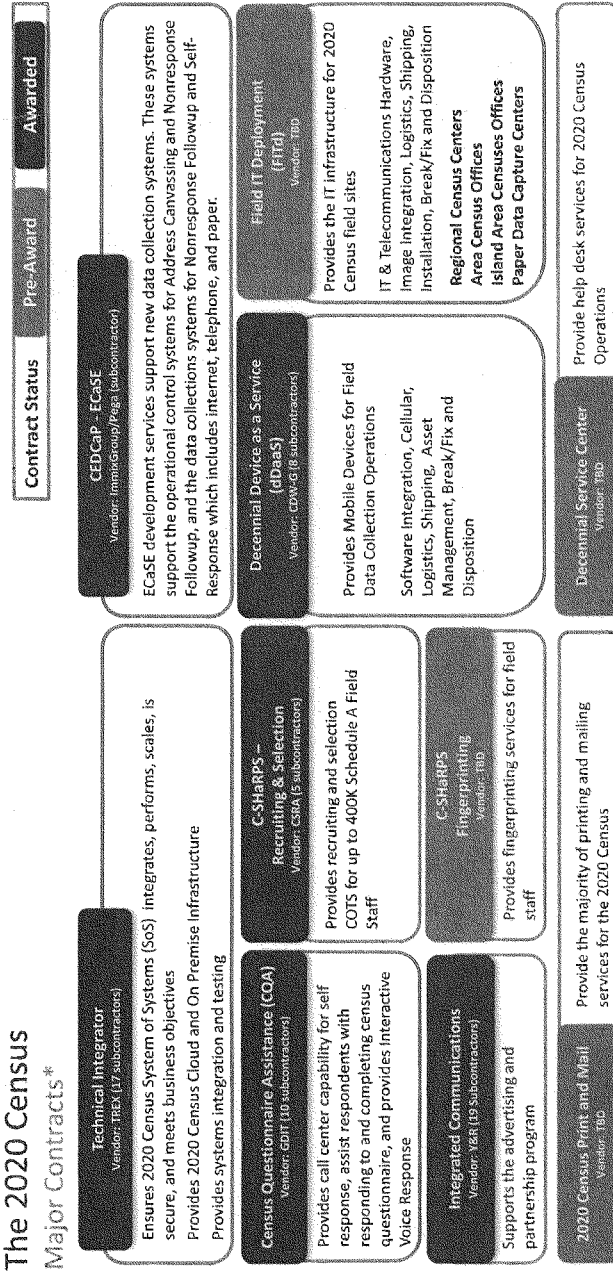 The 2020 Census
Major Contracts*
Contract Status
Pre-Award
Awarded
Technical Integrator
Vendor: TREX (17 subcontractors)
Ensures 2020 Census System of Systems (SoS) integrates, performs, scales, is
secure, and meets business objectives
Provides 2020 Census Cloud and On Premise Infrastructure
Provides systems integration and testing
CEDCaP - ECaSE
Vendor: ImmixGroup/Pega (subcontractor)
ECaSE development services support new data collection systems. These systems
support the operational control systems for Address Canvassing and Nonresponse
Followup, and the data collections systems for Nonresponse Followup and Self-
Response which includes internet, telephone, and paper.
Census Questionnaire Assistance (CQA)
Vendor: GDIT (10 subcontractors)
Provides call center capability for self
response, assist respondents with
responding to and completing census
questionnaire, and provides Interactive
Voice Response
C-SHaRPS –
Recruiting & Selection
Vendor: CSRA (5 subcontractors)
Provides recruiting and selection
COTS for up to 400K Schedule A Field
Staff
Decennial Device as a Service
(dDaaS)
Vendor: CDW-G (8 subcontractors)
Provides Mobile Devices for Field
Data Collection Operations
Software Integration, Cellular,
Logistics, Shipping, Asset
Management, Break/Fix and
Disposition
Field IT Deployment
(FITd)
Vendor: TBD
Provides the IT infrastructure for 2020
Census field sites
IT & Telecommunications Hardware,
Image Integration, Logistics, Shipping,
Installation, Break/Fix and Disposition
Regional Census Centers
Area Census Offices
Island Area Censuses Offices
Paper Data Capture Centers
Integrated Communications
Vendor: Y&R (19 Subcontractors)
Supports the advertising and
partnership program
C-SHaRPS
Fingerprinting
Vendor: TBD
Provides fingerprinting services for field
staff
2020 Census Print and Mail
Vendor: TBD
Provide the majority of printing and mailing
services for the 2020 Census
Decennial Service Center
Vendor: TBD
Provide help desk services for 2020 Census
Operations